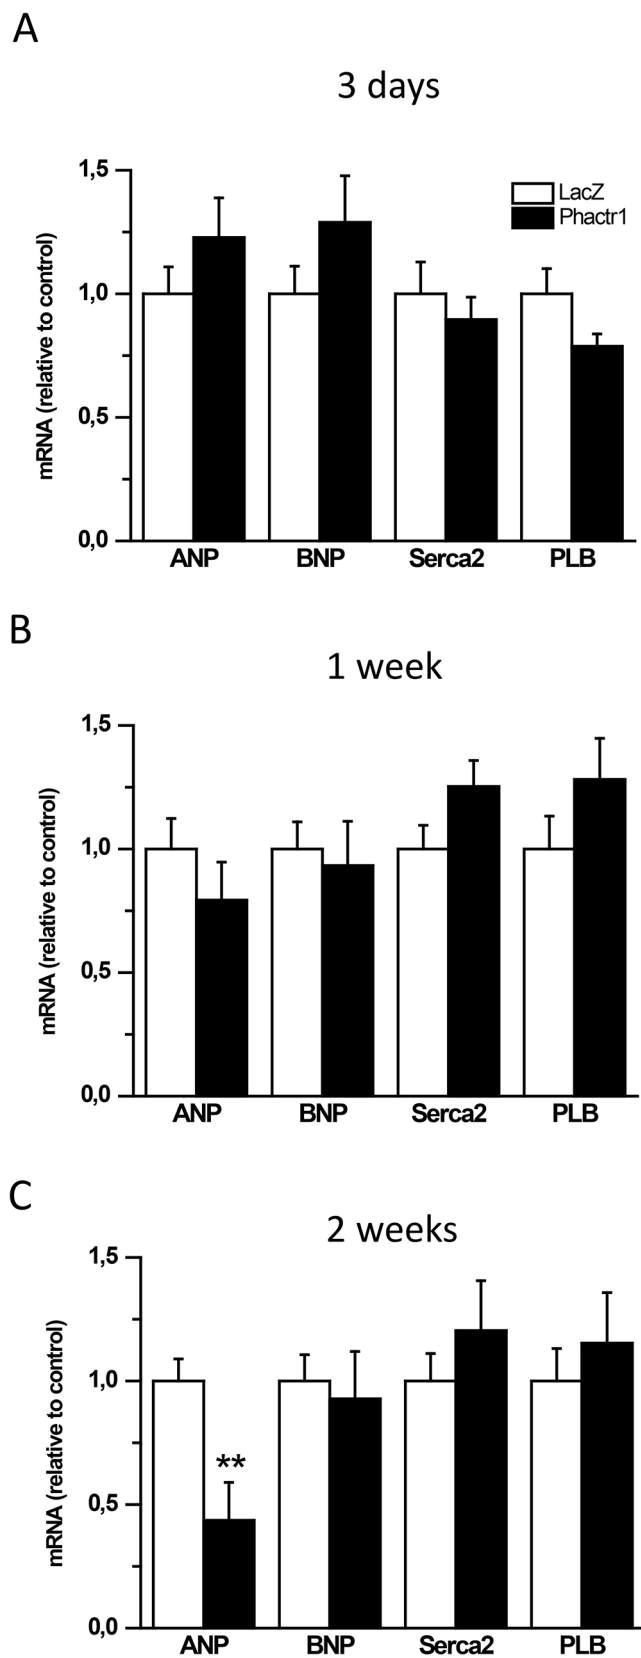 A
3 days
mRNA (relative to control)
1,5
1,0
0,5
0,0
LacZ
Phactr1
ANP BNP Serca2 PLB
B
1 week
mRNA (relative to control)
1,5
1,0
0,5
0,0
ANP BNP Serca2 PLB
C
2 weeks
mRNA (relative to control)
1,5
1,0
0,5
0,0
**
ANP BNP Serca2 PLB